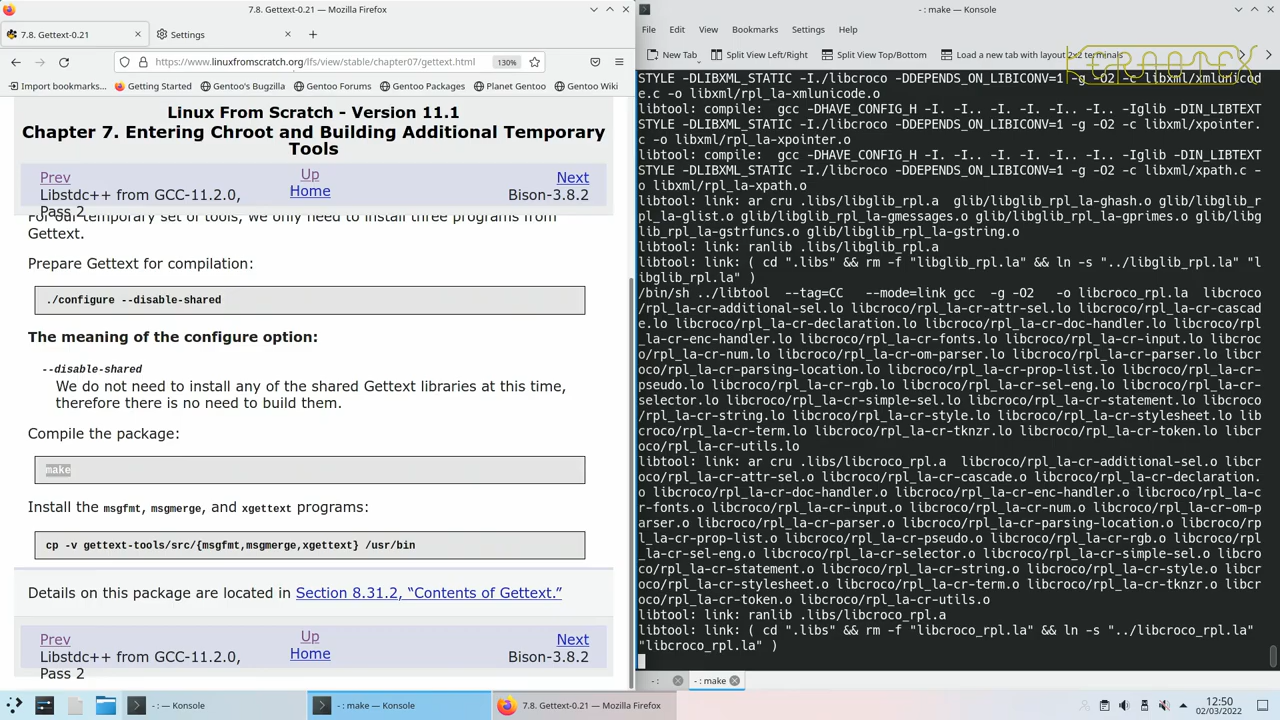 7.8. Gettext-0.21 — Mozilla Firefox
7.8. Gettext-0.21
Settings
https://www.linuxfromscratch.org/lfs/view/stable/chapter07/gettext.html
130%
Import bookmarks...
Getting Started
Gentoo's Bugzilla
Gentoo Forums
Gentoo Packages
Planet Gentoo
Gentoo Wiki
Linux From Scratch - Version 11.1
Chapter 7. Entering Chroot and Building Additional Temporary
Tools
Prev
Up
Next
Libstdc++ from GCC-11.2.0,
Home
Bison-3.8.2
Pass 2
For our temporary set of tools, we only need to install three programs from
Gettext.
Prepare Gettext for compilation:
./configure --disable-shared
The meaning of the configure option:
--disable-shared
We do not need to install any of the shared Gettext libraries at this time,
therefore there is no need to build them.
Compile the package:
make
Install the msgfmt, msgmerge, and xgettext programs:
cp -v gettext-tools/src/{msgfmt,msgmerge,xgettext} /usr/bin
Details on this package are located in Section 8.31.2, “Contents of Gettext.”
Prev
Up
Next
Libstdc++ from GCC-11.2.0,
Home
Bison-3.8.2
Pass 2
- : make — Konsole
File Edit View Bookmarks Settings Help
New Tab
Split View Left/Right
Split View Top/Bottom
Load a new tab with layout 2x2 terminals
STYLE -DLIBXML_STATIC -I./libcroco -DDEPENDS_ON_LIBICONV=1 -g -O2 -c libxml/xmlunicod
e.c -o libxml/rpl_la-xmlunicode.o
libtool: compile:  gcc -DHAVE_CONFIG_H -I. -I.. -I. -I. -I.. -I.. -Iglib -DIN_LIBTEXT
STYLE -DLIBXML_STATIC -I./libcroco -DDEPENDS_ON_LIBICONV=1 -g -O2 -c libxml/xpointer.
c -o libxml/rpl_la-xpointer.o
libtool: compile:  gcc -DHAVE_CONFIG_H -I. -I.. -I. -I. -I.. -I.. -Iglib -DIN_LIBTEXT
STYLE -DLIBXML_STATIC -I./libcroco -DDEPENDS_ON_LIBICONV=1 -g -O2 -c libxml/xpath.c -
o libxml/rpl_la-xpath.o
libtool: link: ar cru .libs/libglib_rpl.a  glib/libglib_rpl_la-ghash.o glib/libglib_r
pl_la-glist.o glib/libglib_rpl_la-gmessages.o glib/libglib_rpl_la-gprimes.o glib/libg
lib_rpl_la-gstrfuncs.o glib/libglib_rpl_la-gstring.o
libtool: link: ranlib .libs/libglib_rpl.a
libtool: link: ( cd ".libs" && rm -f "libglib_rpl.la" && ln -s "../libglib_rpl.la" "l
ibglib_rpl.la" )
/bin/sh ../libtool  --tag=CC   --mode=link gcc  -g -O2   -o libcroco_rpl.la  libcroco
/rpl_la-cr-additional-sel.lo libcroco/rpl_la-cr-attr-sel.lo libcroco/rpl_la-cr-cascad
e.lo libcroco/rpl_la-cr-declaration.lo libcroco/rpl_la-cr-doc-handler.lo libcroco/rpl
_la-cr-enc-handler.lo libcroco/rpl_la-cr-fonts.lo libcroco/rpl_la-cr-input.lo libcroc
o/rpl_la-cr-num.lo libcroco/rpl_la-cr-om-parser.lo libcroco/rpl_la-cr-parser.lo libcr
oco/rpl_la-cr-parsing-location.lo libcroco/rpl_la-cr-prop-list.lo libcroco/rpl_la-cr-
pseudo.lo libcroco/rpl_la-cr-rgb.lo libcroco/rpl_la-cr-sel-eng.lo libcroco/rpl_la-cr-
selector.lo libcroco/rpl_la-cr-simple-sel.lo libcroco/rpl_la-cr-statement.lo libcroco
/rpl_la-cr-string.lo libcroco/rpl_la-cr-style.lo libcroco/rpl_la-cr-stylesheet.lo lib
croco/rpl_la-cr-term.lo libcroco/rpl_la-cr-tknzr.lo libcroco/rpl_la-cr-token.lo libcr
oco/rpl_la-cr-utils.lo
libtool: link: ar cru .libs/libcroco_rpl.a  libcroco/rpl_la-cr-additional-sel.o libcr
oco/rpl_la-cr-attr-sel.o libcroco/rpl_la-cr-cascade.o libcroco/rpl_la-cr-declaration.
o libcroco/rpl_la-cr-doc-handler.o libcroco/rpl_la-cr-enc-handler.o libcroco/rpl_la-c
r-fonts.o libcroco/rpl_la-cr-input.o libcroco/rpl_la-cr-num.o libcroco/rpl_la-cr-om-p
arser.o libcroco/rpl_la-cr-parser.o libcroco/rpl_la-cr-parsing-location.o libcroco/rp
l_la-cr-prop-list.o libcroco/rpl_la-cr-pseudo.o libcroco/rpl_la-cr-rgb.o libcroco/rpl
_la-cr-sel-eng.o libcroco/rpl_la-cr-selector.o libcroco/rpl_la-cr-simple-sel.o libcro
co/rpl_la-cr-statement.o libcroco/rpl_la-cr-string.o libcroco/rpl_la-cr-style.o libcr
oco/rpl_la-cr-stylesheet.o libcroco/rpl_la-cr-term.o libcroco/rpl_la-cr-tknzr.o libcr
oco/rpl_la-cr-token.o libcroco/rpl_la-cr-utils.o
libtool: link: ranlib .libs/libcroco_rpl.a
libtool: link: ( cd ".libs" && rm -f "libcroco_rpl.la" && ln -s "../libcroco_rpl.la"
"libcroco_rpl.la" )
- :
- : make
- : — Konsole
- : make — Konsole
7.8. Gettext-0.21 — Mozilla Firefox
12:50
02/03/2022